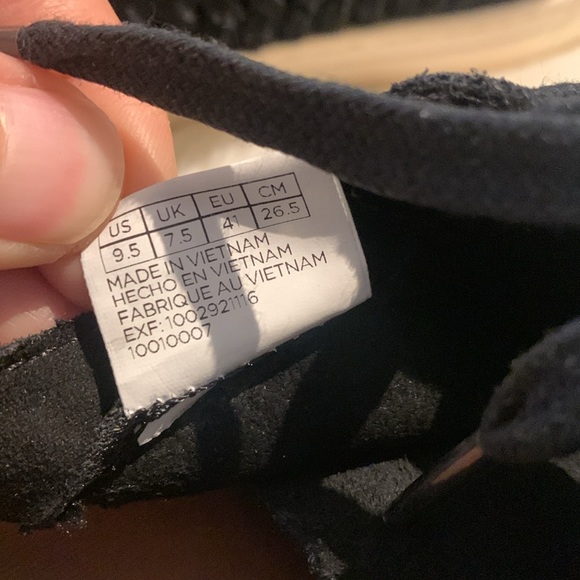 US UK EU CM
9.5 7.5 41 26.5
MADE IN VIETNAM
HECHO EN VIETNAM
FABRIQUE AU VIETNAM
EXF: 1002921116
10010007